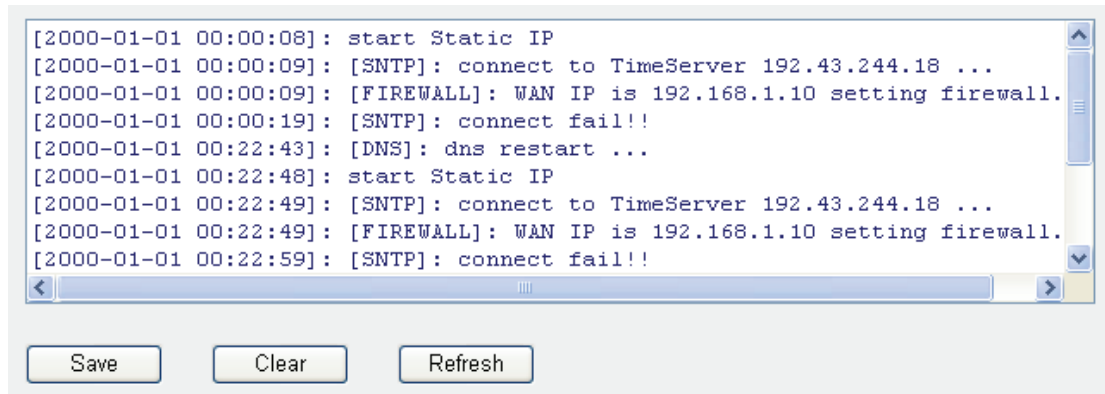 [2000-01-01 00:00:08]: start Static IP
[2000-01-01 00:00:09]: [SNTP]: connect to TimeServer 192.43.244.18 ...
[2000-01-01 00:00:09]: [FIREWALL]: WAN IP is 192.168.1.10 setting firewall.
[2000-01-01 00:00:19]: [SNTP]: connect fail!!
[2000-01-01 00:22:43]: [DNS]: dns restart ...
[2000-01-01 00:22:48]: start Static IP
[2000-01-01 00:22:49]: [SNTP]: connect to TimeServer 192.43.244.18 ...
[2000-01-01 00:22:49]: [FIREWALL]: WAN IP is 192.168.1.10 setting firewall.
[2000-01-01 00:22:59]: [SNTP]: connect fail!!
Save Clear Refresh